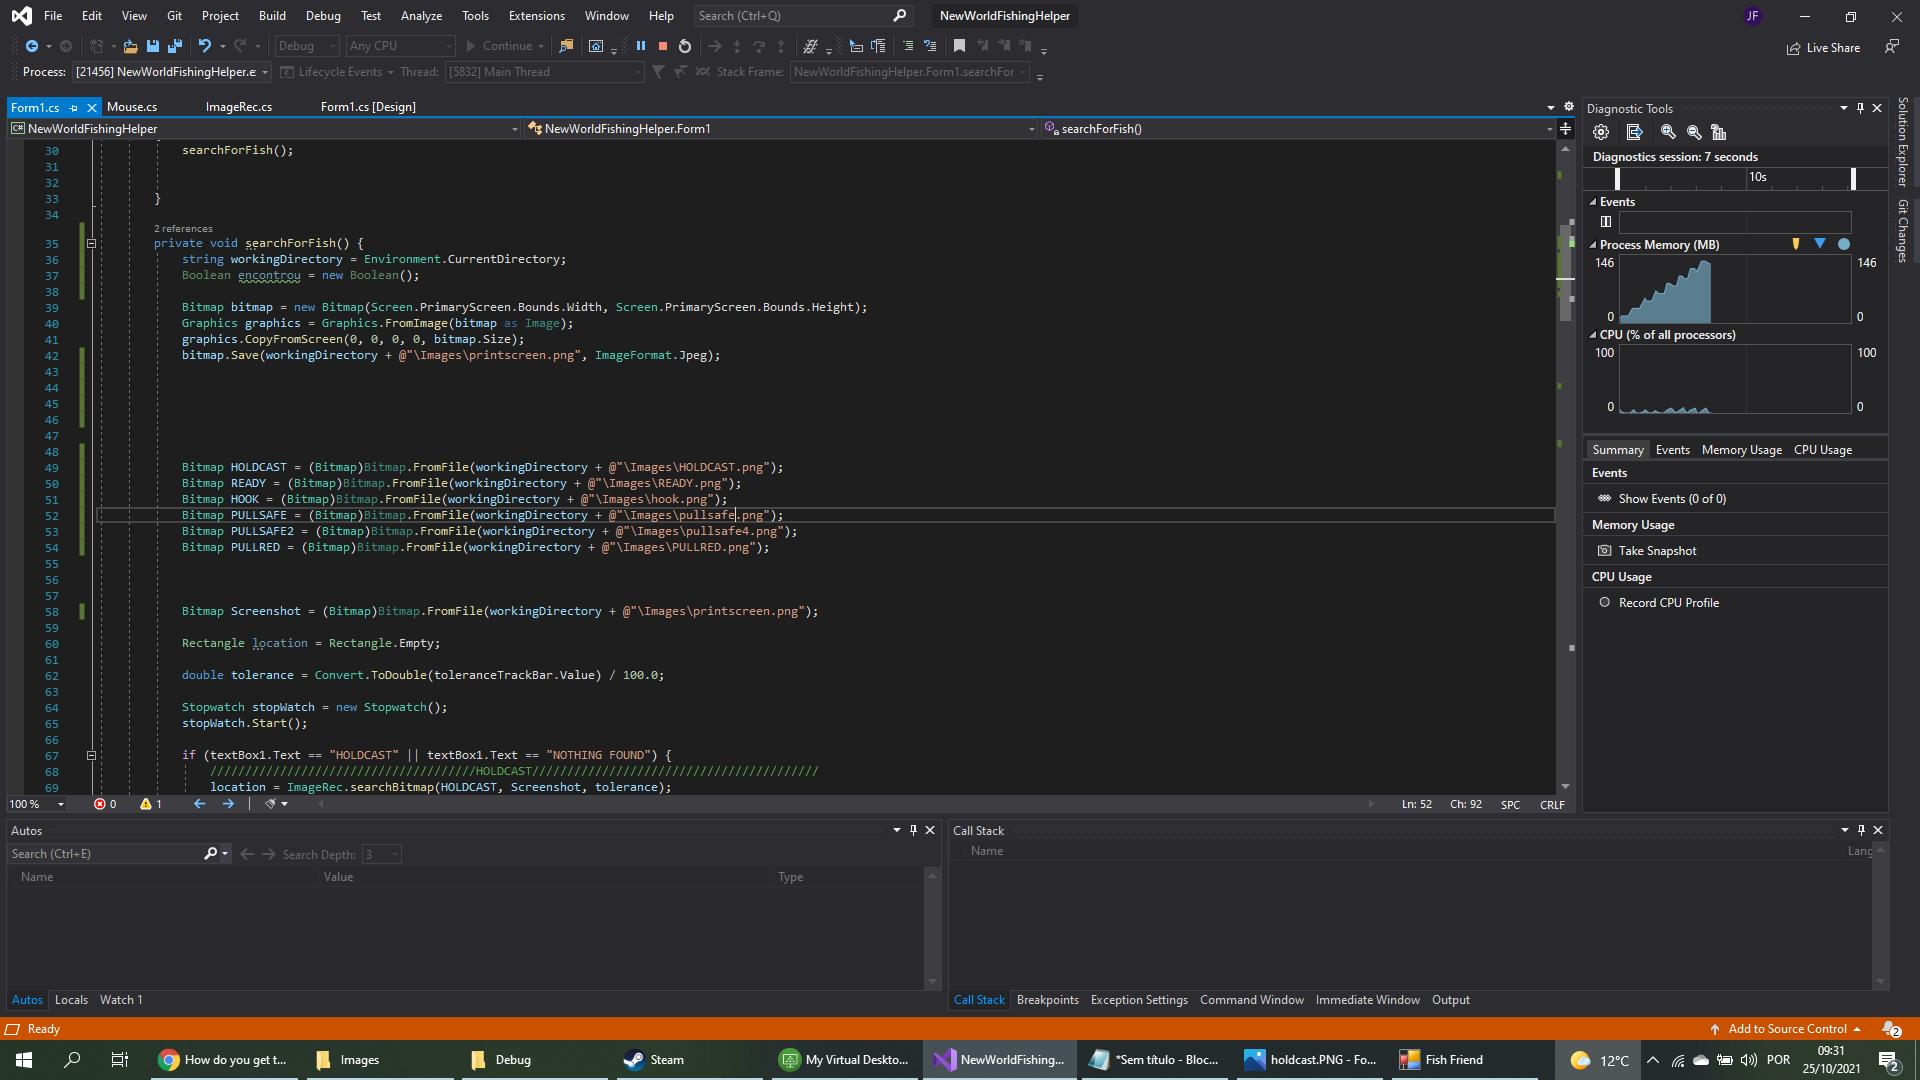 File Edit View Git Project Build Debug Test Analyze Tools Extensions Window Help Search (Ctrl+Q) NewWorldFishingHelper JF
Debug Any CPU Continue Live Share
Process: [21456] NewWorldFishingHelper.e Lifecycle Events Thread: [5832] Main Thread Stack Frame: NewWorldFishingHelper.Form1.searchFor
Form1.cs Mouse.cs ImageRec.cs Form1.cs [Design]
C# NewWorldFishingHelper NewWorldFishingHelper.Form1 searchForFish()
30 searchForFish();
31
32
33 }
34
2 references
35 private void searchForFish() {
36 string workingDirectory = Environment.CurrentDirectory;
37 Boolean encontrou = new Boolean();
38
39 Bitmap bitmap = new Bitmap(Screen.PrimaryScreen.Bounds.Width, Screen.PrimaryScreen.Bounds.Height);
40 Graphics graphics = Graphics.FromImage(bitmap as Image);
41 graphics.CopyFromScreen(0, 0, 0, 0, bitmap.Size);
42 bitmap.Save(workingDirectory + @"\Images\printscreen.png", ImageFormat.Jpeg);
43
44
45
46
47
48
49 Bitmap HOLDCAST = (Bitmap)Bitmap.FromFile(workingDirectory + @"\Images\HOLDCAST.png");
50 Bitmap READY = (Bitmap)Bitmap.FromFile(workingDirectory + @"\Images\READY.png");
51 Bitmap HOOK = (Bitmap)Bitmap.FromFile(workingDirectory + @"\Images\hook.png");
52 Bitmap PULLSAFE = (Bitmap)Bitmap.FromFile(workingDirectory + @"\Images\pullsafe.png");
53 Bitmap PULLSAFE2 = (Bitmap)Bitmap.FromFile(workingDirectory + @"\Images\pullsafe4.png");
54 Bitmap PULLRED = (Bitmap)Bitmap.FromFile(workingDirectory + @"\Images\PULLRED.png");
55
56
57
58 Bitmap Screenshot = (Bitmap)Bitmap.FromFile(workingDirectory + @"\Images\printscreen.png");
59
60 Rectangle location = Rectangle.Empty;
61
62 double tolerance = Convert.ToDouble(toleranceTrackBar.Value) / 100.0;
63
64 Stopwatch stopWatch = new Stopwatch();
65 stopWatch.Start();
66
67 if (textBox1.Text == "HOLDCAST" || textBox1.Text == "NOTHING FOUND") {
68 //////////////////////////////////////HOLDCAST/////////////////////////////////////////
69 location = ImageRec.searchBitmap(HOLDCAST, Screenshot, tolerance);
100 % 0 1 Ln: 52 Ch: 92 SPC CRLF
Diagnostic Tools
Diagnostics session: 7 seconds
10s
Events
Process Memory (MB)
146 146
0 0
CPU (% of all processors)
100 100
0 0
Summary Events Memory Usage CPU Usage
Events
Show Events (0 of 0)
Memory Usage
Take Snapshot
CPU Usage
Record CPU Profile
Solution Explorer
Git Changes
Autos
Search (Ctrl+E) Search Depth: 3
Name Value Type
Autos Locals Watch 1
Call Stack
Name Lang
Call Stack Breakpoints Exception Settings Command Window Immediate Window Output
Ready Add to Source Control 2
How do you get t... Images Debug Steam My Virtual Deskto... NewWorldFishing... *Sem título - Bloc... holdcast.PNG - Fo... Fish Friend 12°C POR 09:31
25/10/2021 2